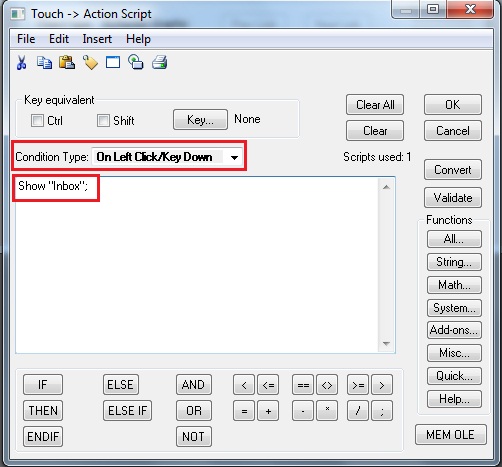 Touch -> Action Script
File Edit Insert Help
Key equivalent
Ctrl Shift Key... None
Clear All OK
Clear Cancel
Condition Type: On Left Click/Key Down Scripts used: 1
Convert
Show "Inbox";
Validate
Functions
All...
String...
Math...
System...
Add-ons...
Misc...
Quick...
Help...
IF ELSE AND < <= == <> >= >
THEN ELSE IF OR = + - * / ;
ENDIF NOT
MEM OLE